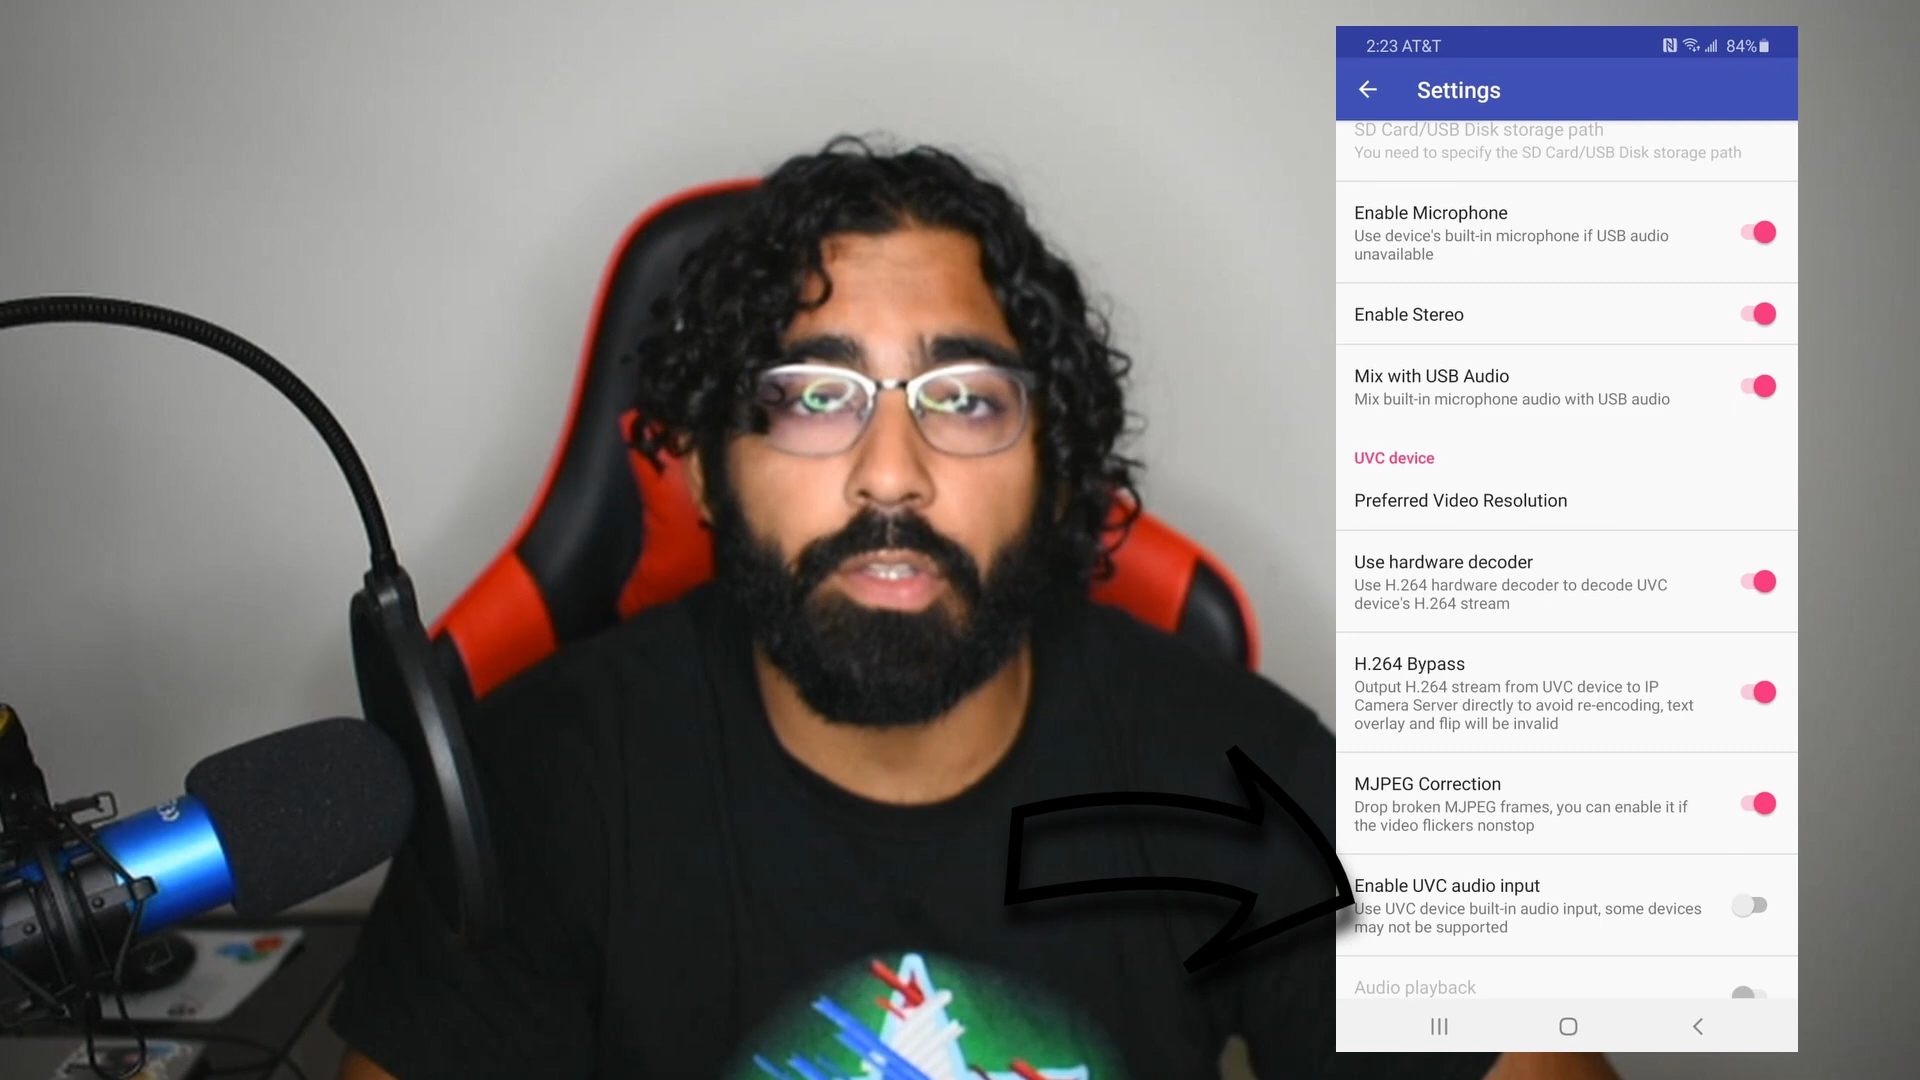 2:23 AT&T
84%
Settings
SD Card/USB Disk storage path
You need to specify the SD Card/USB Disk storage path
Enable Microphone
Use device's built-in microphone if USB audio
unavailable
Enable Stereo
Mix with USB Audio
Mix built-in microphone audio with USB audio
UVC device
Preferred Video Resolution
Use hardware decoder
Use H.264 hardware decoder to decode UVC
device's H.264 stream
H.264 Bypass
Output H.264 stream from UVC device to IP
Camera Server directly to avoid re-encoding, text
overlay and flip will be invalid
MJPEG Correction
Drop broken MJPEG frames, you can enable it if
the video flickers nonstop
Enable UVC audio input
Use UVC device built-in audio input, some devices
may not be supported
Audio playback